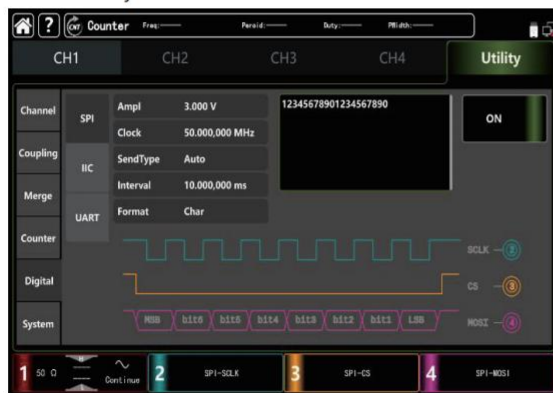 ? CNT Counter Freq:—— Peroid:—— Duty:—— PWidth:——
CH1 CH2 CH3 CH4 Utility
Channel
Coupling
Merge
Counter
Digital
System
SPI
IIC
UART
Ampl 3.000 V
Clock 50.000,000 MHz
SendType Auto
Interval 10.000,000 ms
Format Char
12345678901234567890
ON
SCLK 2
CS 3
MSB bit6 bit5 bit4 bit3 bit2 bit1 LSB MOSI 4
1 50 Ω Continue 2 SPI-SCLK 3 SPI-CS 4 SPI-MOSI